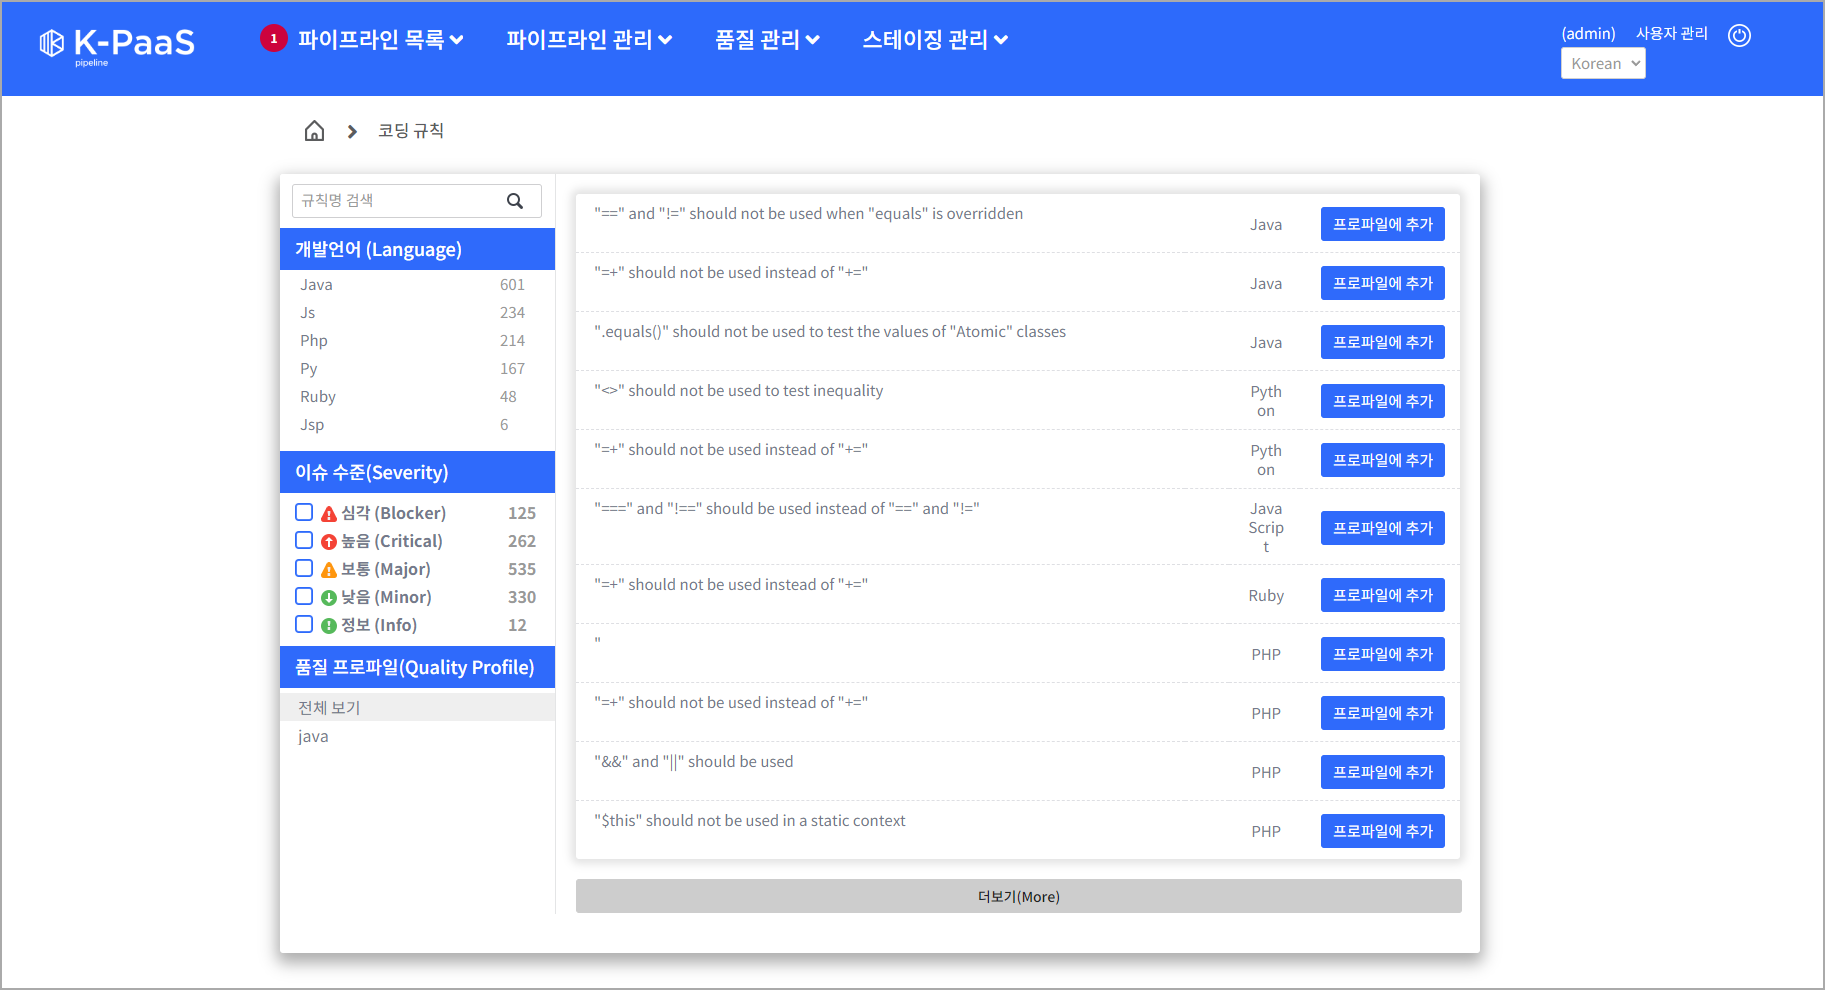 K-PaaS
pipeline
1 파이프라인 목록 파이프라인 관리 품질 관리 스테이징 관리
(admin) 사용자 관리
Korean
코딩 규칙
규칙명 검색
개발언어 (Language)
Java 601
Js 234
Php 214
Py 167
Ruby 48
Jsp 6
이슈 수준(Severity)
심각 (Blocker) 125
높음 (Critical) 262
보통 (Major) 535
낮음 (Minor) 330
정보 (Info) 12
품질 프로파일(Quality Profile)
전체 보기
java
"==" and "!=" should not be used when "equals" is overridden
Java 프로파일에 추가
"=+" should not be used instead of "+="
Java 프로파일에 추가
".equals()" should not be used to test the values of "Atomic" classes
Java 프로파일에 추가
"<>" should not be used to test inequality
Pyth
on
프로파일에 추가
"=+" should not be used instead of "+="
Pyth
on
프로파일에 추가
"===" and "!==" should be used instead of "==" and "!="
Java
Scrip
t
프로파일에 추가
"=+" should not be used instead of "+="
Ruby 프로파일에 추가
"
PHP 프로파일에 추가
"=+" should not be used instead of "+="
PHP 프로파일에 추가
"&&" and "||" should be used
PHP 프로파일에 추가
"$this" should not be used in a static context
PHP 프로파일에 추가
더보기(More)